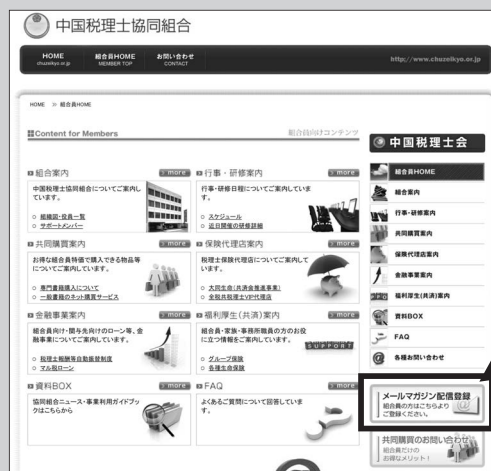 中国税理士協同組合
HOME
chuzeikyo.or.jp
組合員HOME
MEMBER TOP
お問い合わせ
CONTACT
http://www.chuzeikyo.or.jp
HOME ≫ 組合員HOME
Content for Members
組合員向けコンテンツ
組合案内
more
中国税理士協同組合についてご案内し
ています。
組織図・役員一覧
サポートメンバー
行事・研修案内
more
行事・研修日程についてご案内していま
す。
スケジュール
近日開催の研修詳細
共同購買案内
more
お得な組合員特価で購入できる物品等
についてご案内しています。
専門書籍購入について
一般書籍のネット購買サービス
保険代理店案内
more
税理士保険代理店についてご案内して
います。
大同生命(共済会推進事業)
全税共税理士VIP代理店
金融事業案内
more
組合員向け・関与先向けのローン等、金
融事業についてご案内しています。
税理士報酬等自動振替制度
マル税ローン
福利厚生(共済)案内
more
組合員・家族・事務所職員の方のお役
に立つ情報をご案内しています。
グループ保険
各種生命保険
SUPPORT
資料BOX
more
協同組合ニュース・事業利用ガイドブッ
クはこちらから
FAQ
more
よくあるご質問について回答していま
す。
中国税理士会
組合員HOME
組合案内
行事・研修案内
共同購買案内
保険代理店案内
金融事業案内
福利厚生(共済)案内
資料BOX
FAQ
各種お問い合わせ
メールマガジン配信登録
組合員の方はこちらより
ご登録ください。
共同購買のお問い合わせ
組合員だけの
お得なメリット!